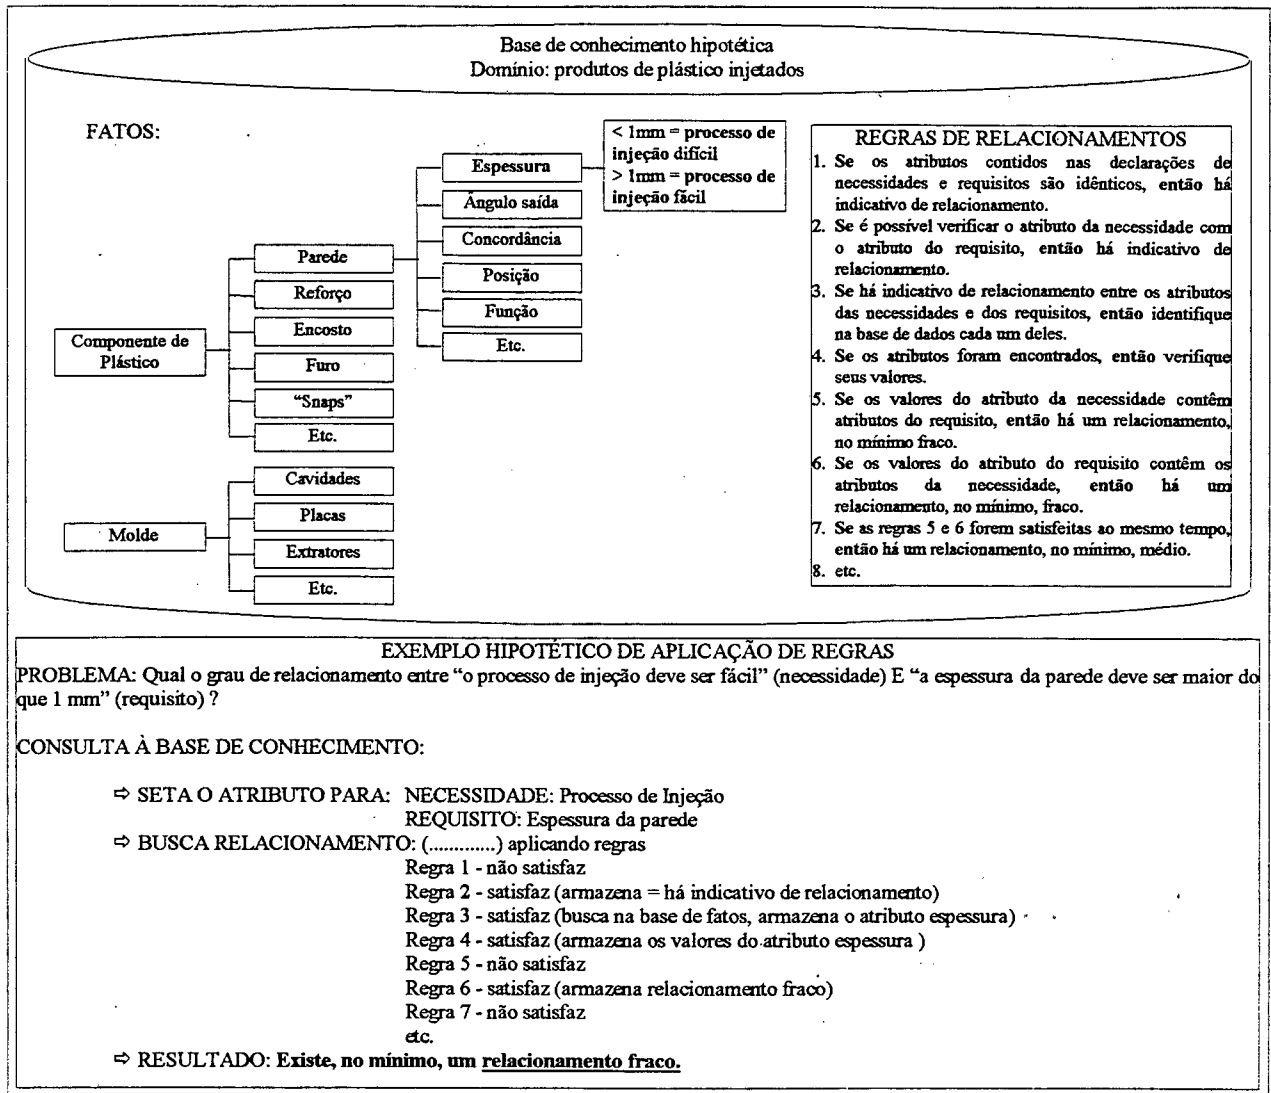 Base de conhecimento hipotética
Domínio: produtos de plástico injetados
FATOS:
Componente de
Plástico
Parede
Reforço
Encosto
Furo
“Snaps”
Etc.
Espessura
Ângulo saída
Concordância
Posição
Função
Etc.
< 1mm = processo de
injeção difícil
> 1mm = processo de
injeção fácil
Molde
Cavidades
Placas
Extratores
Etc.
REGRAS DE RELACIONAMENTOS
1. Se os atributos contidos nas declarações de
necessidades e requisitos são idênticos, então há
indicativo de relacionamento.
2. Se é possível verificar o atributo da necessidade com
o atributo do requisito, então há indicativo de
relacionamento.
3. Se há indicativo de relacionamento entre os atributos
das necessidades e dos requisitos, então identifique
na base de dados cada um deles.
4. Se os atributos foram encontrados, então verifique
seus valores.
5. Se os valores do atributo da necessidade contêm
atributos do requisito, então há um relacionamento,
no mínimo fraco.
6. Se os valores do atributo do requisito contêm os
atributos da necessidade, então há um
relacionamento, no mínimo, fraco.
7. Se as regras 5 e 6 forem satisfeitas ao mesmo tempo,
então há um relacionamento, no mínimo, médio.
8. etc.
EXEMPLO HIPOTÉTICO DE APLICAÇÃO DE REGRAS
PROBLEMA: Qual o grau de relacionamento entre “o processo de injeção deve ser fácil” (necessidade) E “a espessura da parede deve ser maior do
que 1 mm” (requisito) ?
CONSULTA À BASE DE CONHECIMENTO:
⇨ SETA O ATRIBUTO PARA: NECESSIDADE: Processo de Injeção
REQUISITO: Espessura da parede
⇨ BUSCA RELACIONAMENTO: (.............) aplicando regras
Regra 1 - não satisfaz
Regra 2 - satisfaz (armazena = há indicativo de relacionamento)
Regra 3 - satisfaz (busca na base de fatos, armazena o atributo espessura)
Regra 4 - satisfaz (armazena os valores do atributo espessura )
Regra 5 - não satisfaz
Regra 6 - satisfaz (armazena relacionamento fraco)
Regra 7 - não satisfaz
etc.
⇨ RESULTADO: Existe, no mínimo, um relacionamento fraco.